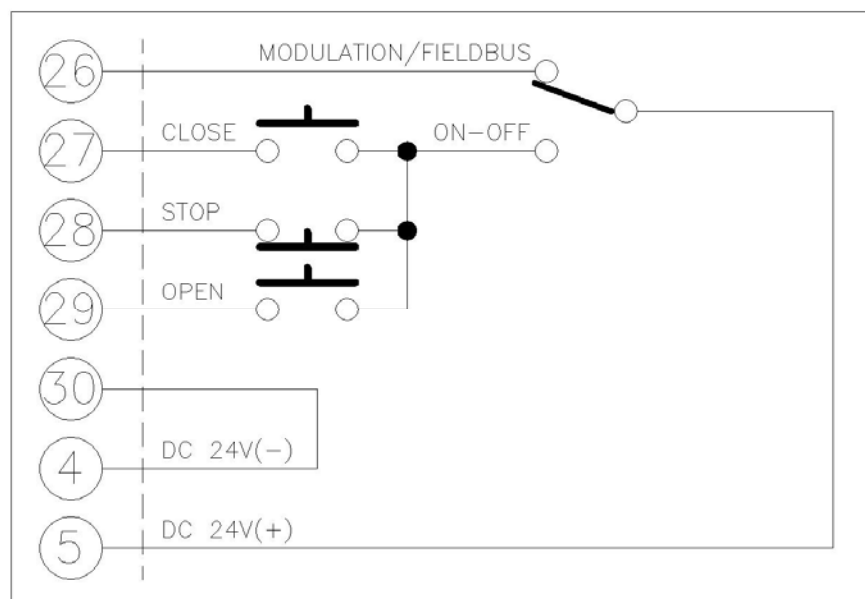 26 MODULATION/FIELDBUS
27 CLOSE ON-OFF
28 STOP
29 OPEN
30
4 DC 24V(-)
5 DC 24V(+)